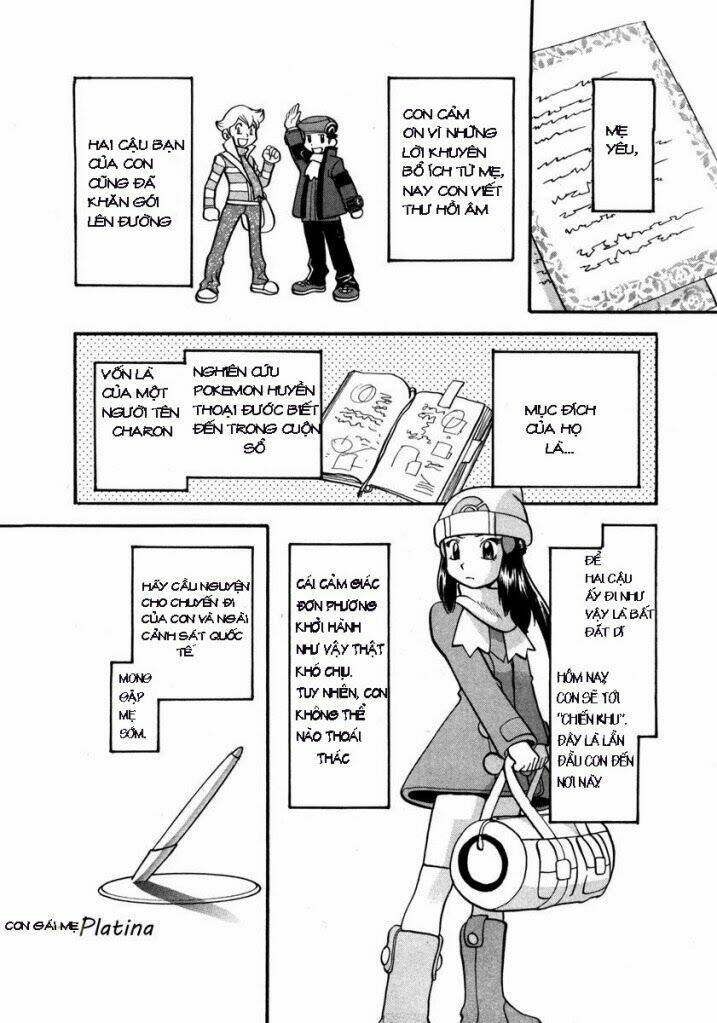 MẸ
YÊU,
CON CẢM
ƠN VÌ NHỮNG
LỜI KHUYÊN
BỔ ÍCH TỪ MẸ,
NAY CON VIẾT
THƯ HỒI ÂM
HAI CẬU BẠN
CỦA CON
CŨNG ĐÃ
KHĂN GÓI
LÊN ĐƯỜNG
MỤC ĐÍCH
CỦA HỌ
LÀ...
NGHIÊN CỨU
POKEMON HUYỀN
THOẠI ĐƯỚC BIẾT
ĐẾN TRONG CUỘN
SỔ
VỐN LÀ
CỦA MỘT
NGƯỜI TÊN
CHARON
ĐỂ
HAI CẬU
ẤY ĐI NHƯ
VẬY LÀ BẤT
ĐẮT DĨ
HÔM NAY,
CON SẼ TỚI
"CHIẾN KHU".
ĐÂY LÀ LẦN
ĐẦU CON ĐẾN
NƠI NÀY.
CÁI CẢM GIÁC
ĐƠN PHƯƠNG
KHỞI HÀNH
NHƯ VẬY THẬT
KHÓ CHỊU.
TUY NHIÊN, CON
KHÔNG THỂ
NÀO THOÁI
THÁC
HÃY CẦU NGUYỆN
CHO CHUYẾN ĐI
CỦA CON VÀ NGÀI
CẢNH SÁT QUỐC
TẾ.
MONG
GẶP
MẸ
SỚM.
CON GÁI MẸ Platina